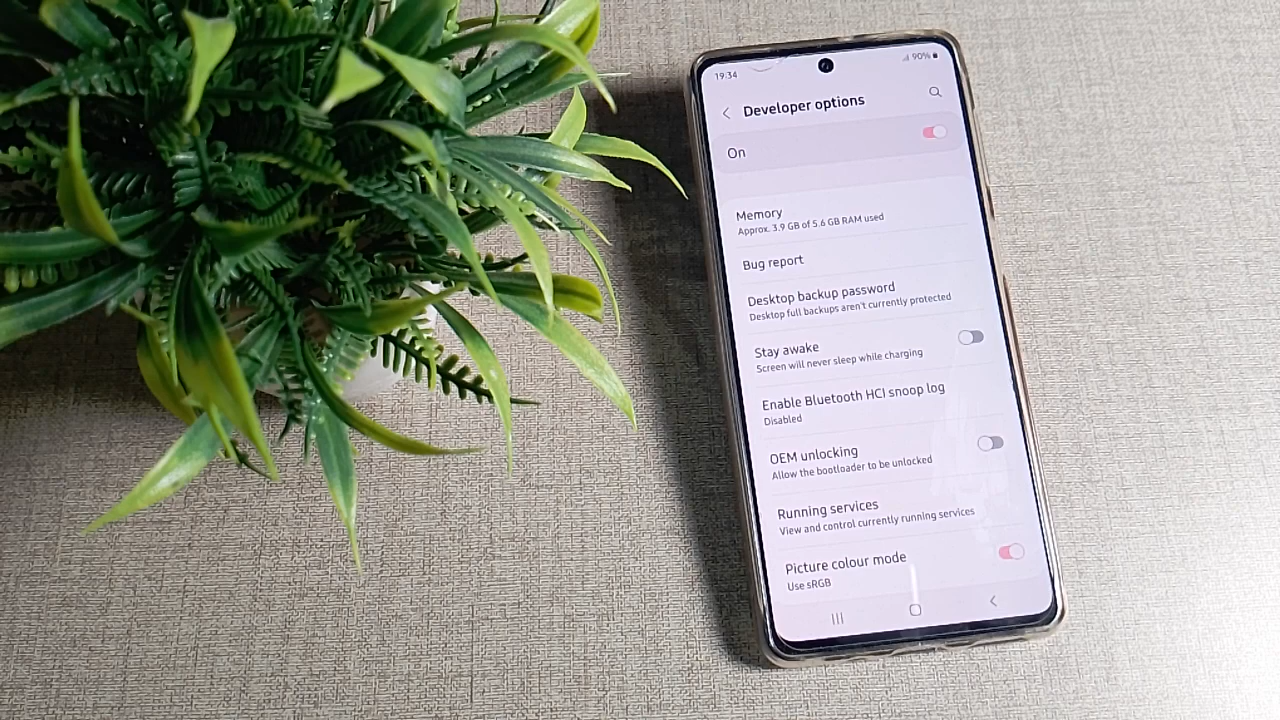 19:34
90%
Developer options
On
Memory
Approx. 3.9 GB of 5.6 GB RAM used
Bug report
Desktop backup password
Desktop full backups aren't currently protected
Stay awake
Screen will never sleep while charging
Enable Bluetooth HCI snoop log
Disabled
OEM unlocking
Allow the bootloader to be unlocked
Running services
View and control currently running services
Picture colour mode
Use sRGB